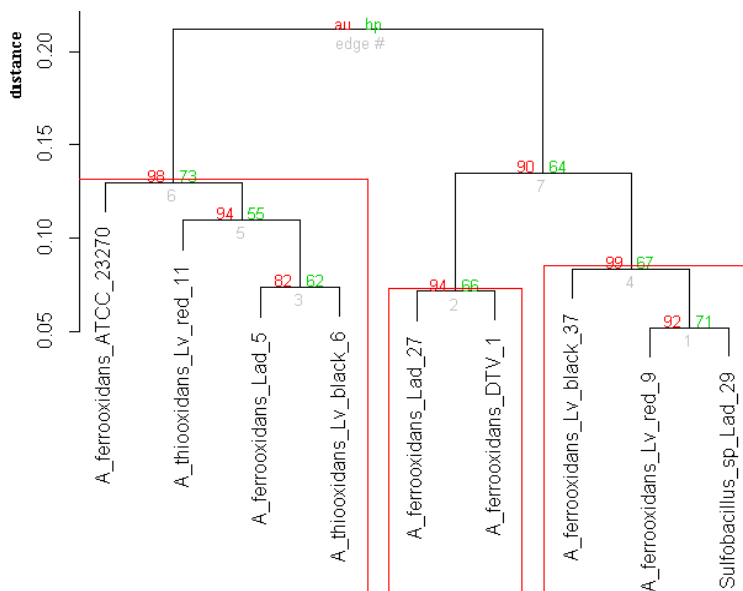 distance
0.20
0.15
0.10
0.05
au hp
edge #
98 73
6
94 55
5
82 62
3
90 64
7
94 66
2
99 67
4
92 71
1
A_ferrooxidans_ATCC_23270
A_thiooxidans_Lv_red_11
A_ferrooxidans_Lad_5
A_thiooxidans_Lv_black_6
A_ferrooxidans_Lad_27
A_ferrooxidans_DTV_1
A_ferrooxidans_Lv_black_37
A_ferrooxidans_Lv_red_9
Sulfobacillus_sp_Lad_29